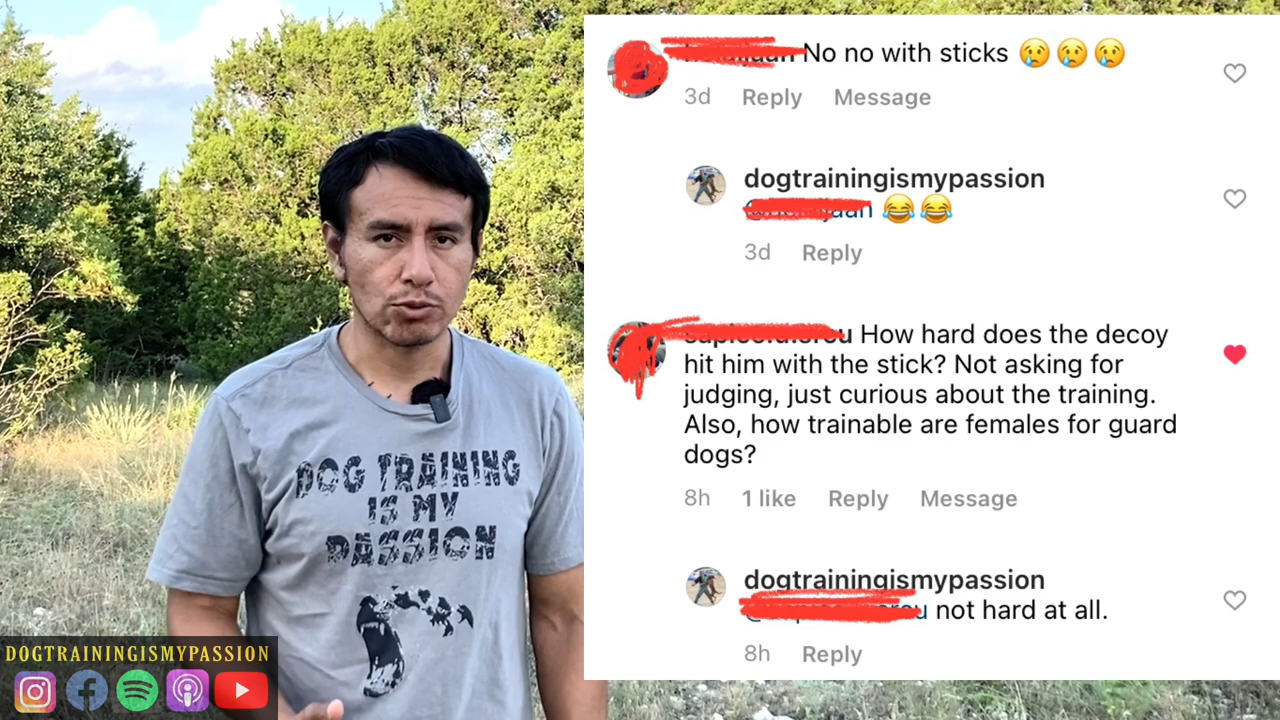 DOG TRAINING
IS MY
PASSION
DOGTRAININGISMYPASSION
No no with sticks 😢 😢 😢
3d Reply Message
dogtrainingismypassion
😂 😂
3d Reply
How hard does the decoy
hit him with the stick? Not asking for
judging, just curious about the training.
Also, how trainable are females for guard
dogs?
8h 1 like Reply Message
dogtrainingismypassion
not hard at all.
8h Reply